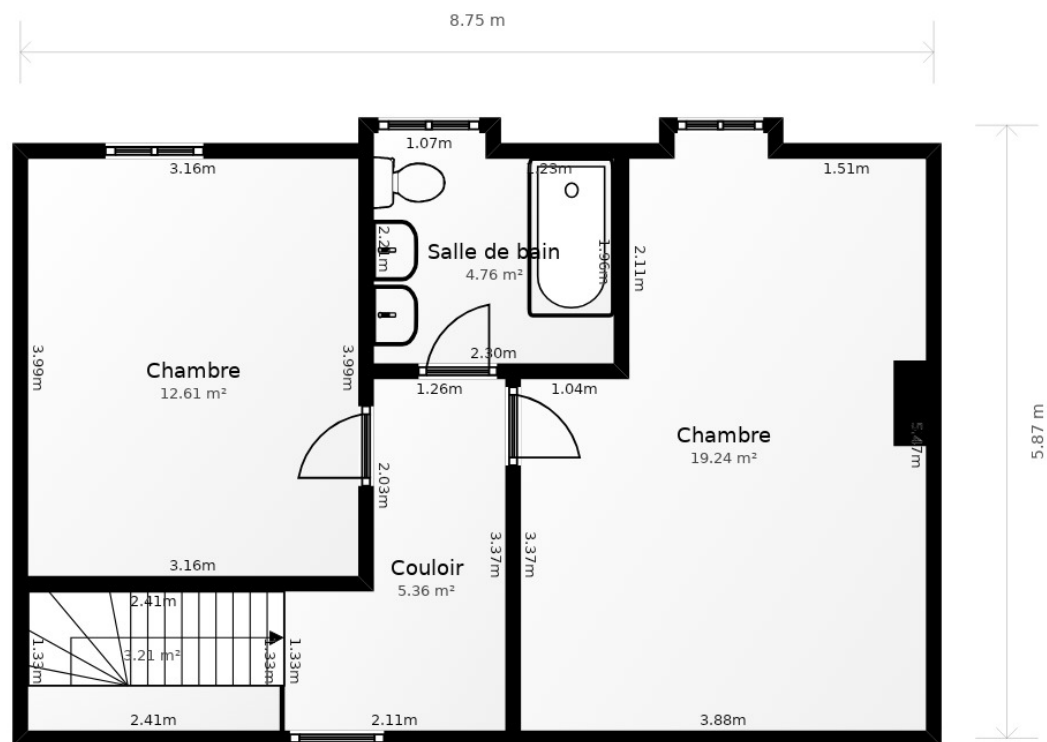 8.75 m
1.07m
3.16m
1.23m
1.51m
2.21m
Salle de bain
4.76 m²
1.96m
2.11m
3.99m
3.99m
2.30m
Chambre
12.61 m²
1.26m
1.04m
Chambre
19.24 m²
5.47m
5.87 m
2.03m
3.37m
3.37m
3.16m
Couloir
5.36 m²
2.41m
1.33m
3.21 m²
1.33m
1.33m
2.41m
2.11m
3.88m